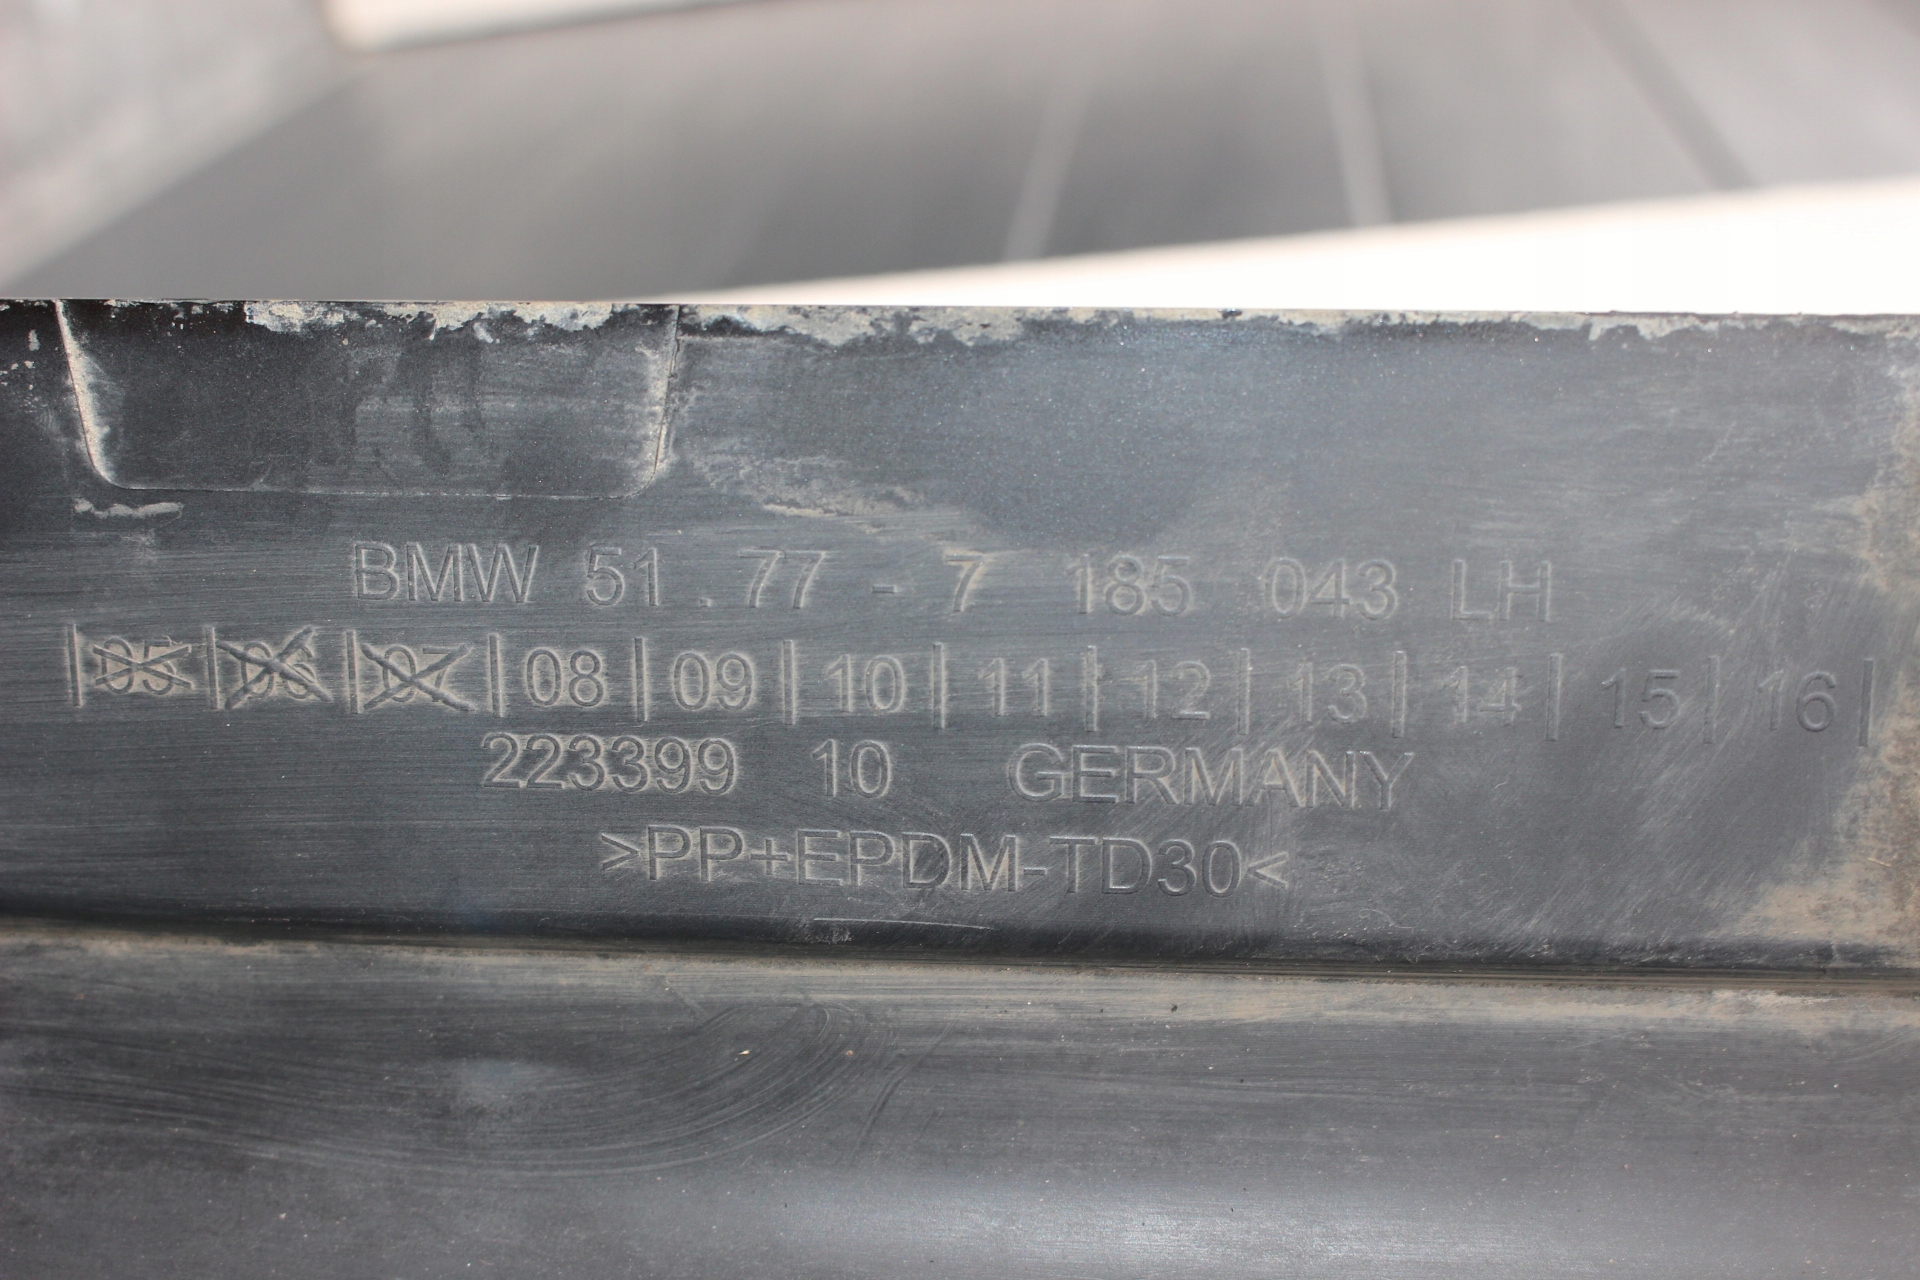 BMW 51.77 - 7 185 043 LH
|05|06|07|08|09|10|11|12|13|14|15|16|
223399 10 GERMANY
>PP+EPDM-TD30<